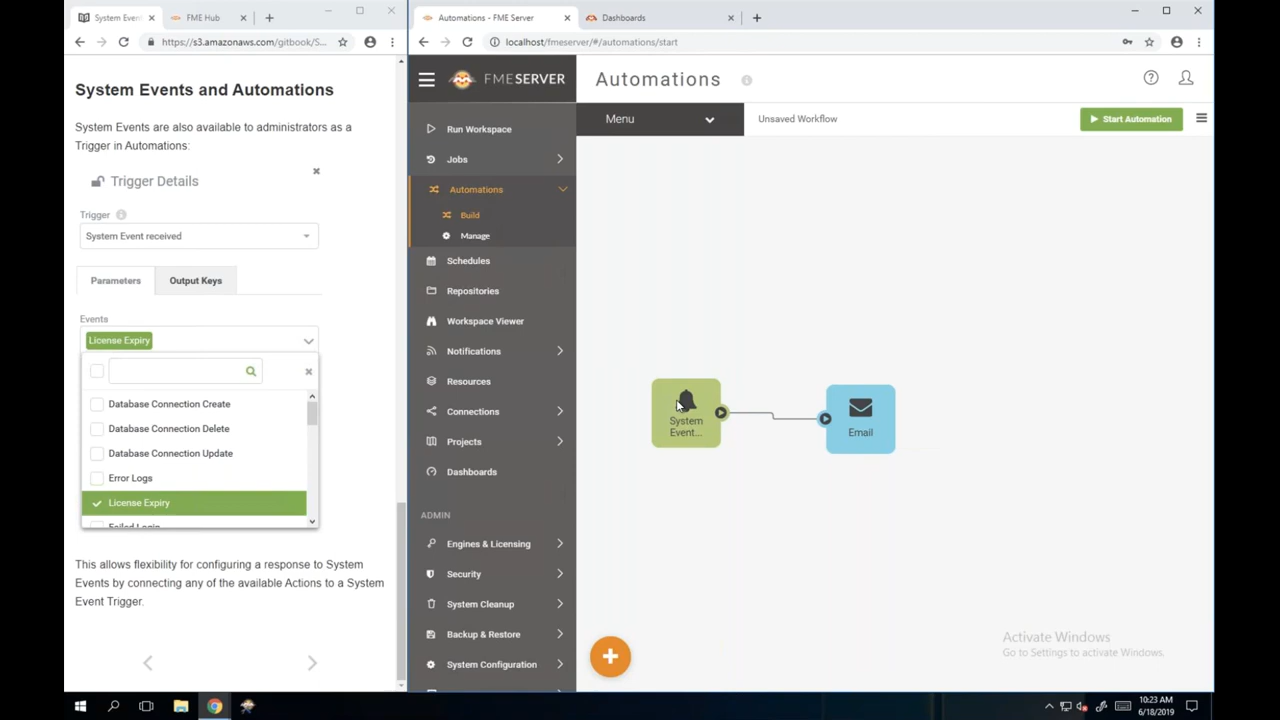 System Even
FME Hub
Automations - FME Server
Dashboards
https://s3.amazonaws.com/gitbook/S...
localhost/fmeserver/#/automations/start
System Events and Automations
System Events are also available to administrators as a
Trigger in Automations:
Trigger Details
Trigger
System Event received
Parameters
Output Keys
Events
License Expiry
Database Connection Create
Database Connection Delete
Database Connection Update
Error Logs
License Expiry
Failed Login
This allows flexibility for configuring a response to System
Events by connecting any of the available Actions to a System
Event Trigger.
FMESERVER
Automations
Menu
Unsaved Workflow
Start Automation
Run Workspace
Jobs
Automations
Build
Manage
Schedules
Repositories
Workspace Viewer
Notifications
Resources
Connections
Projects
Dashboards
ADMIN
Engines & Licensing
Security
System Cleanup
Backup & Restore
System Configuration
System
Event...
Email
Activate Windows
Go to Settings to activate Windows.
10:23 AM
6/18/2019